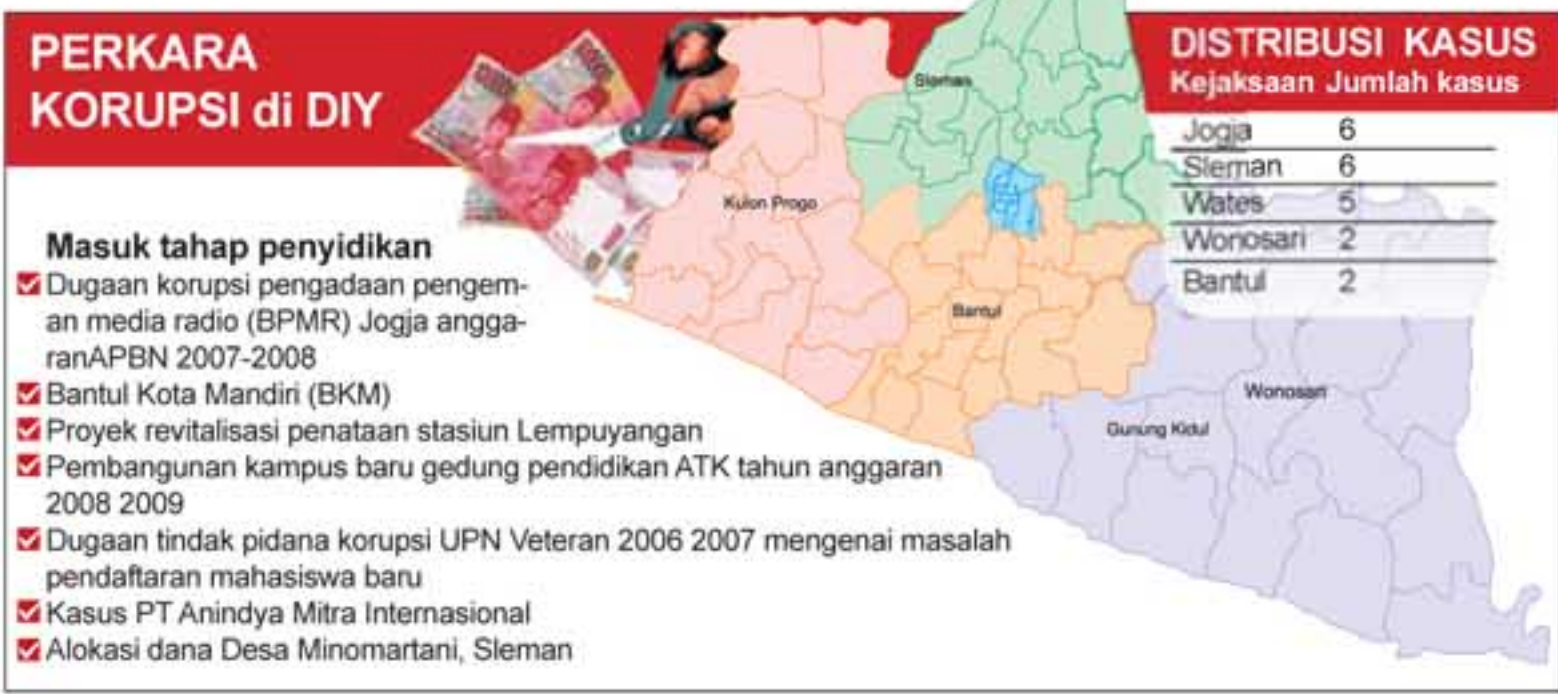 PERKARA
KORUPSI di DIY
DISTRIBUSI KASUS
Kejaksaan Jumlah kasus
Jogja 6
Sleman 6
Wates 5
Wonosari 2
Bantul 2
Masuk tahap penyidikan
Dugaan korupsi pengadaan pengem-
an media radio (BPMR) Jogja angga-
ranAPBN 2007-2008
Bantul Kota Mandiri (BKM)
Proyek revitalisasi penataan stasiun Lempuyangan
Pembangunan kampus baru gedung pendidikan ATK tahun anggaran
2008 2009
Dugaan tindak pidana korupsi UPN Veteran 2006 2007 mengenai masalah
pendaftaran mahasiswa baru
Kasus PT Anindya Mitra Internasional
Alokasi dana Desa Minomartani, Sleman
Sleman
Kulon Progo
Bantul
Wonosari
Gunung Kidul